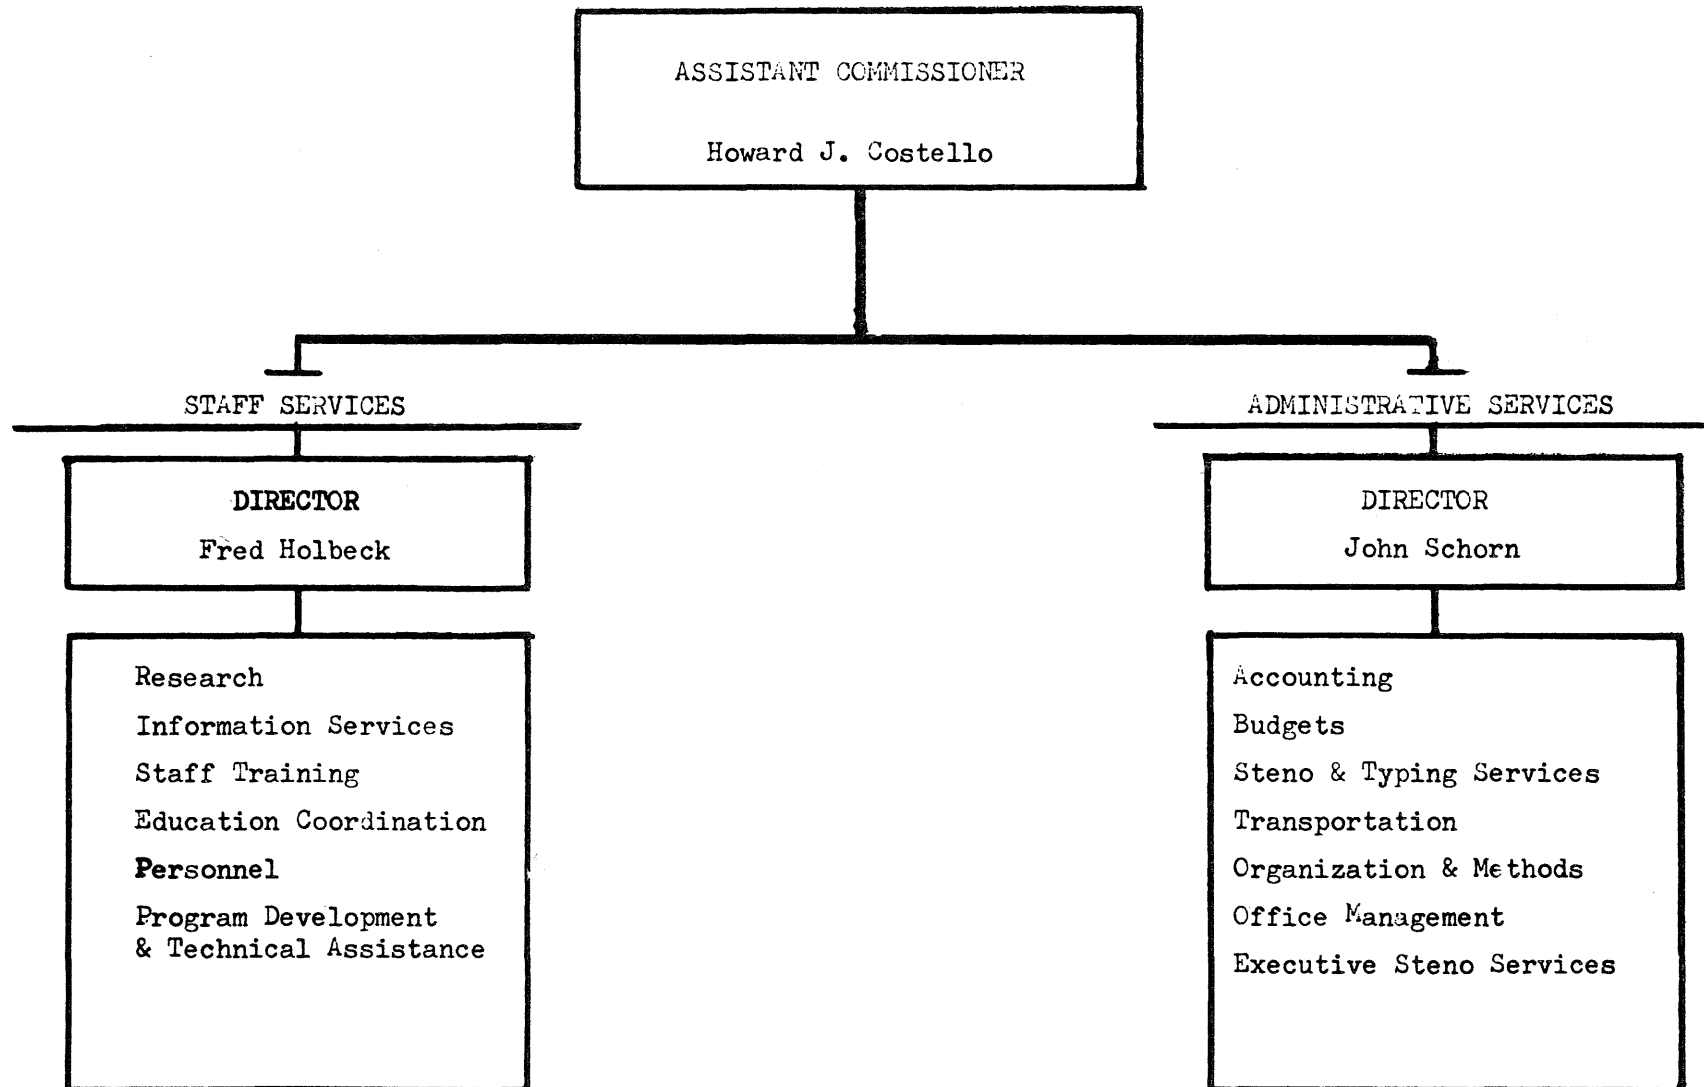 ASSISTANT COMMISSIONER
Howard J. Costello
STAFF SERVICES
DIRECTOR
Fred Holbeck
Research
Information Services
Staff Training
Education Coordination
Personnel
Program Development
& Technical Assistance
ADMINISTRATIVE SERVICES
DIRECTOR
John Schorn
Accounting
Budgets
Steno & Typing Services
Transportation
Organization & Methods
Office Management
Executive Steno Services